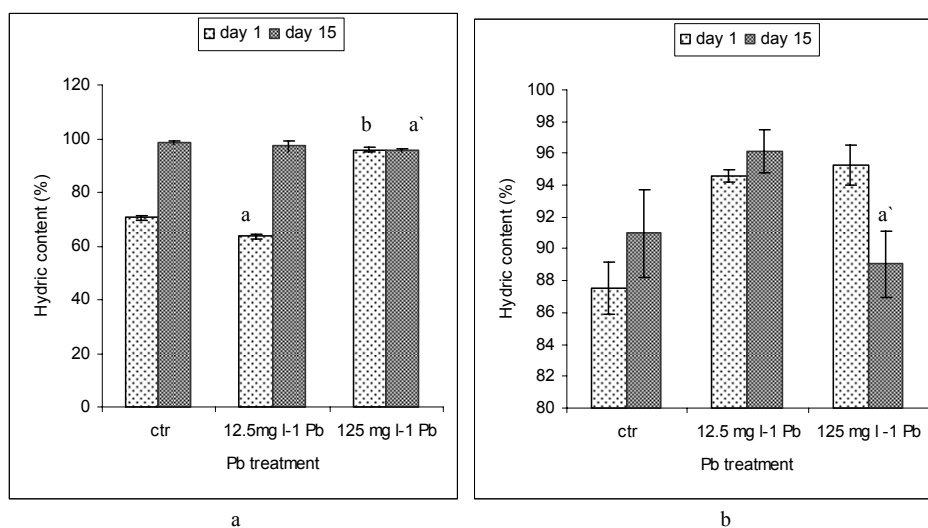 day 1 day 15
120
100
80
60
40
20
0
Hydric content (%)
a
b
a`
ctr 12.5mg l-1 Pb 125 mg l-1 Pb
Pb treatment
a
day 1 day 15
100
98
96
94
92
90
88
86
84
82
80
Hydric content (%)
a`
ctr 12.5 mg l-1 Pb 125 mg l -1 Pb
Pb treatment
b